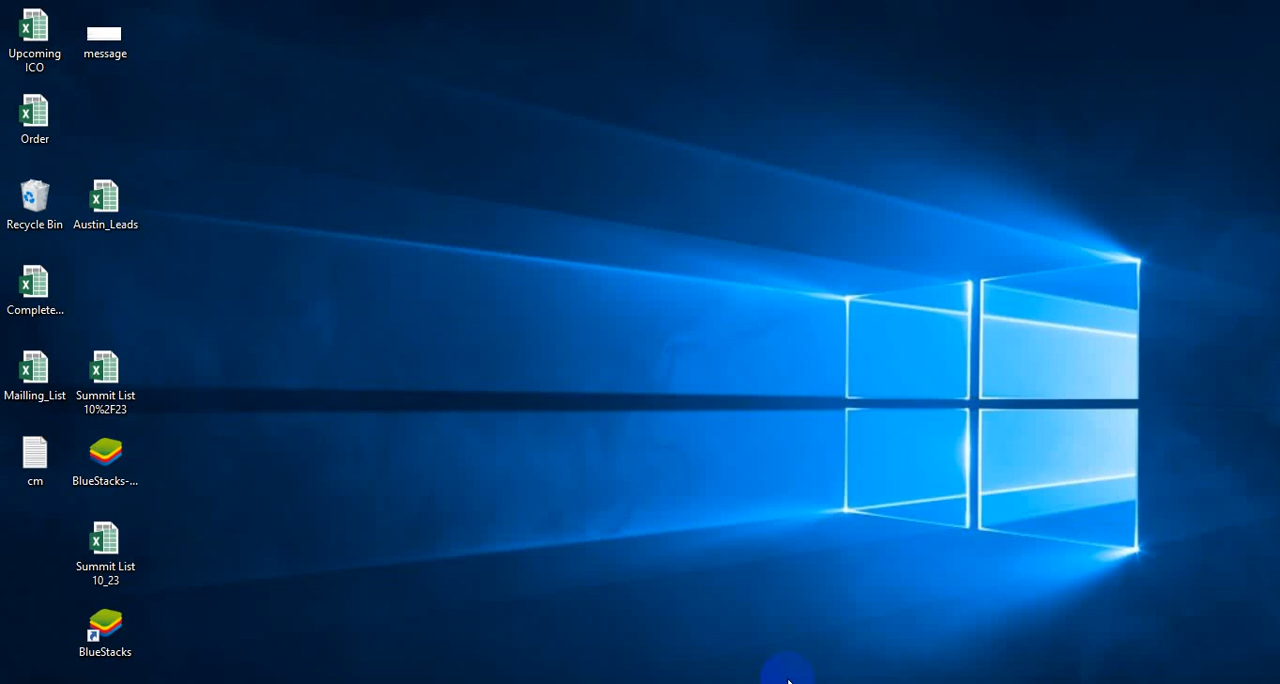 Upcoming
ICO
message
Order
Recycle Bin
Austin_Leads
Complete...
Mailling_List
Summit List
10%2F23
cm
BlueStacks-...
Summit List
10_23
BlueStacks